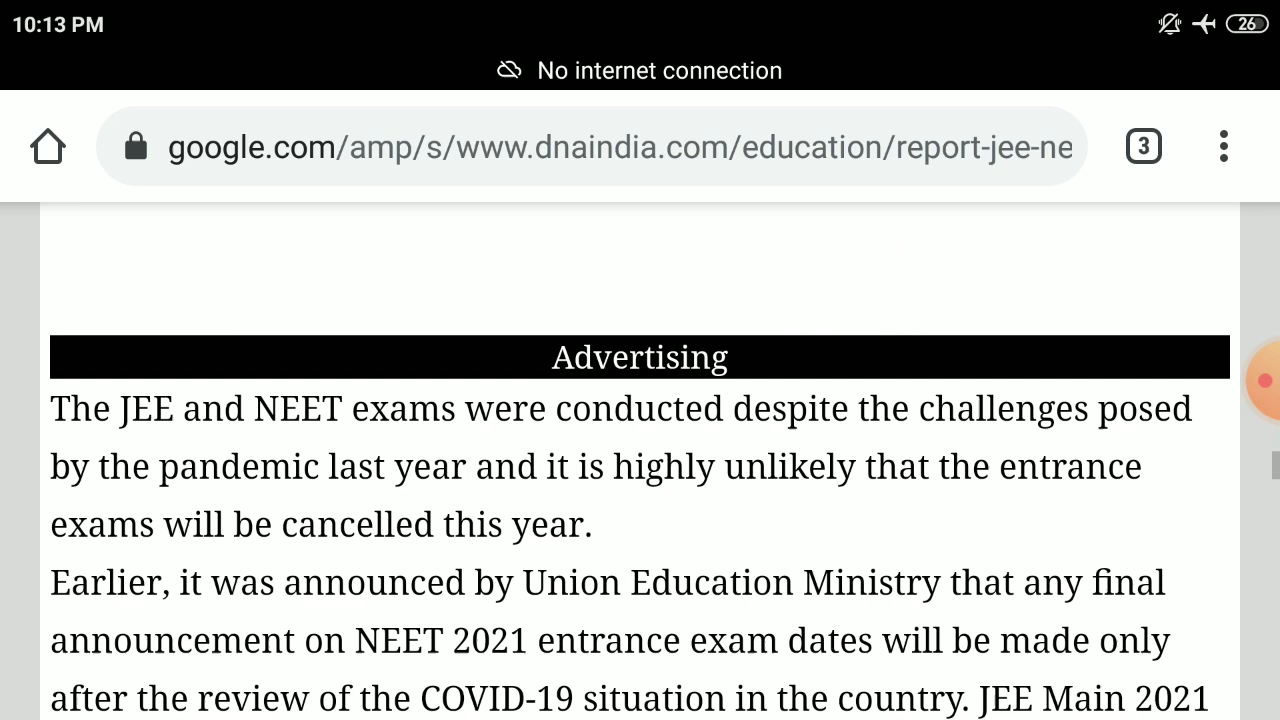 10:13 PM
26
No internet connection
google.com/amp/s/www.dnaindia.com/education/report-jee-ne
3
Advertising
The JEE and NEET exams were conducted despite the challenges posed
by the pandemic last year and it is highly unlikely that the entrance
exams will be cancelled this year.
Earlier, it was announced by Union Education Ministry that any final
announcement on NEET 2021 entrance exam dates will be made only
after the review of the COVID-19 situation in the country. JEE Main 2021